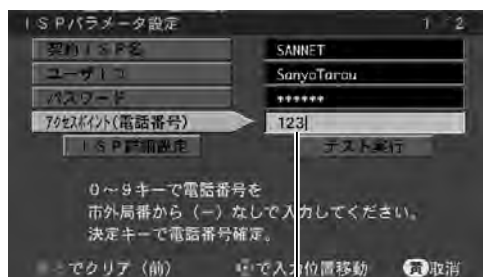 ISPパラメータ設定 1 2
契約ISP名 SANNET
ユーザID SanyoTarou
パスワード ******
アクセスポイント(電話番号) 123
ISP詳細設定 テスト実行
0～9キーで電話番号を
市外局番から（－）なしで入力してください。
決定キーで電話番号確定。
でクリア（前） で入力位置移動 黄取消